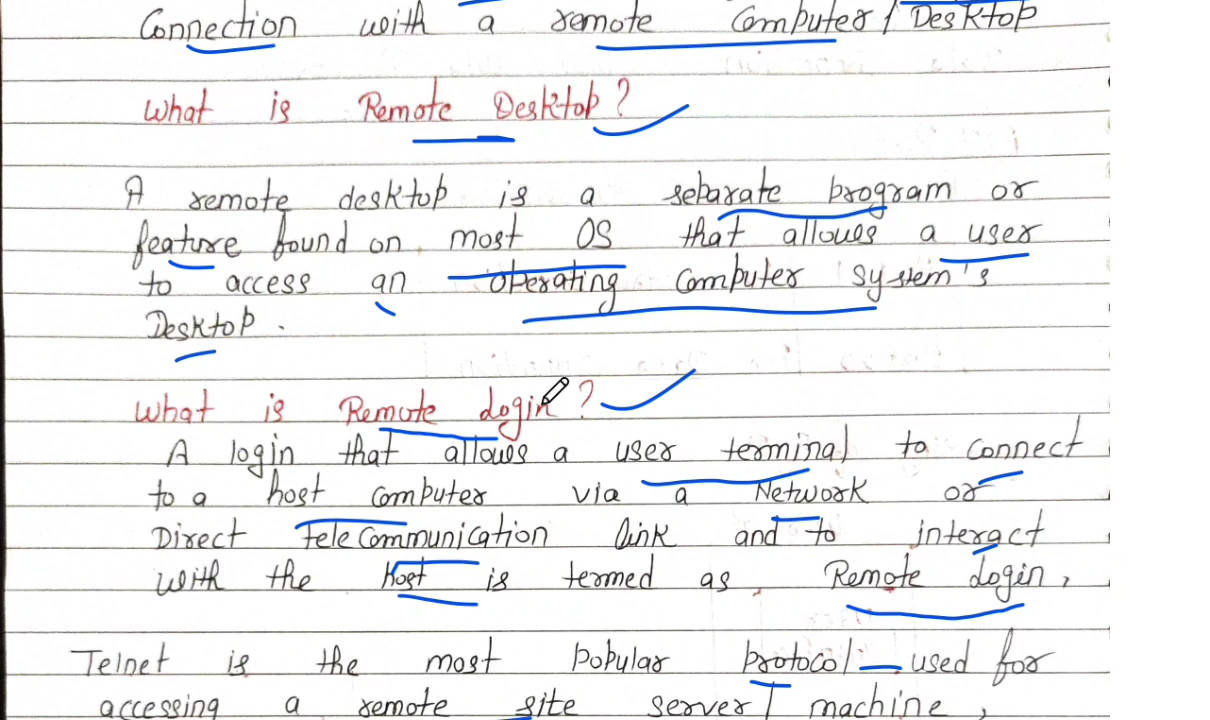 Connection with a remote Computer / Desktop
What is Remote Desktop?
A remote desktop is a separate program or
feature found on most OS that allows a user
to access an operating computer system's
Desktop.
What is Remote Login?
A login that allows a user terminal to connect
to a host computer via a Network or
Direct telecommunication link and to interact
with the Host is termed as Remote Login,
Telnet is the most Popular protocol used for
accessing a remote site server / machine,